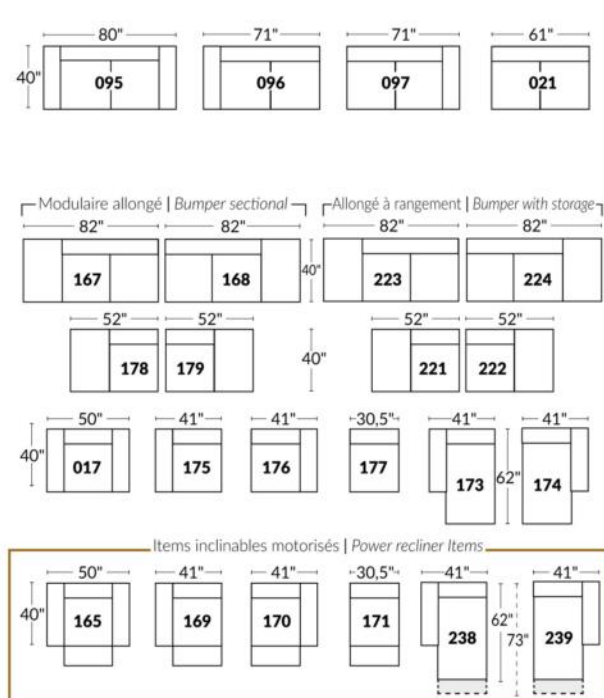 80" 71" 71" 61"
40" 095 096 097 021
Modulaire allongé | Bumper sectional Allongé à rangement | Bumper with storage
82" 82" 82" 82"
167 168 40" 223 224
52" 52" 52" 52"
178 179 40" 221 222
50" 41" 41" 30,5" 41" 41"
40" 017 175 176 177 173 62" 174
Items inclinables motorisés | Power recliner Items
50" 41" 41" 30,5" 41" 41"
40" 165 169 170 171 238 62" 73" 239